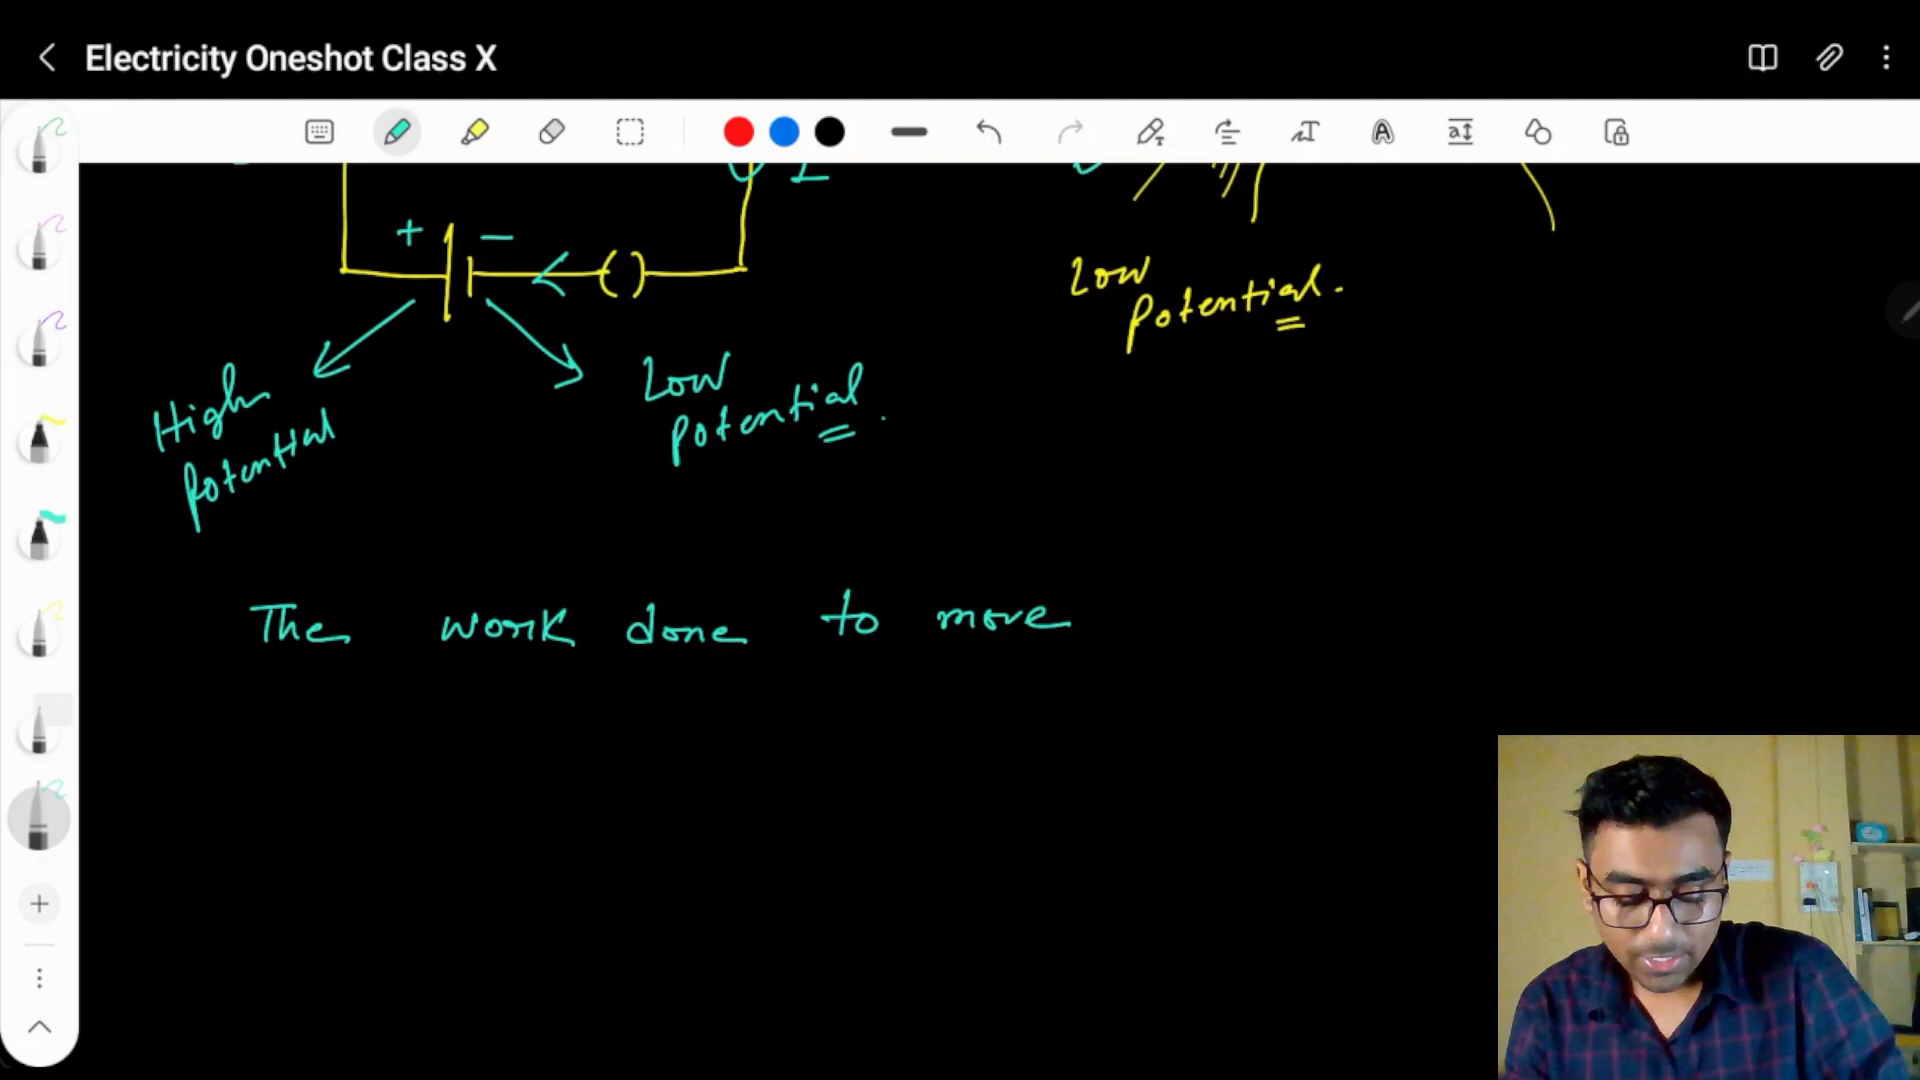 Electricity Oneshot Class X
I
+ −
Low
Potential.
High
Potential
Low
Potential.
The work done to move